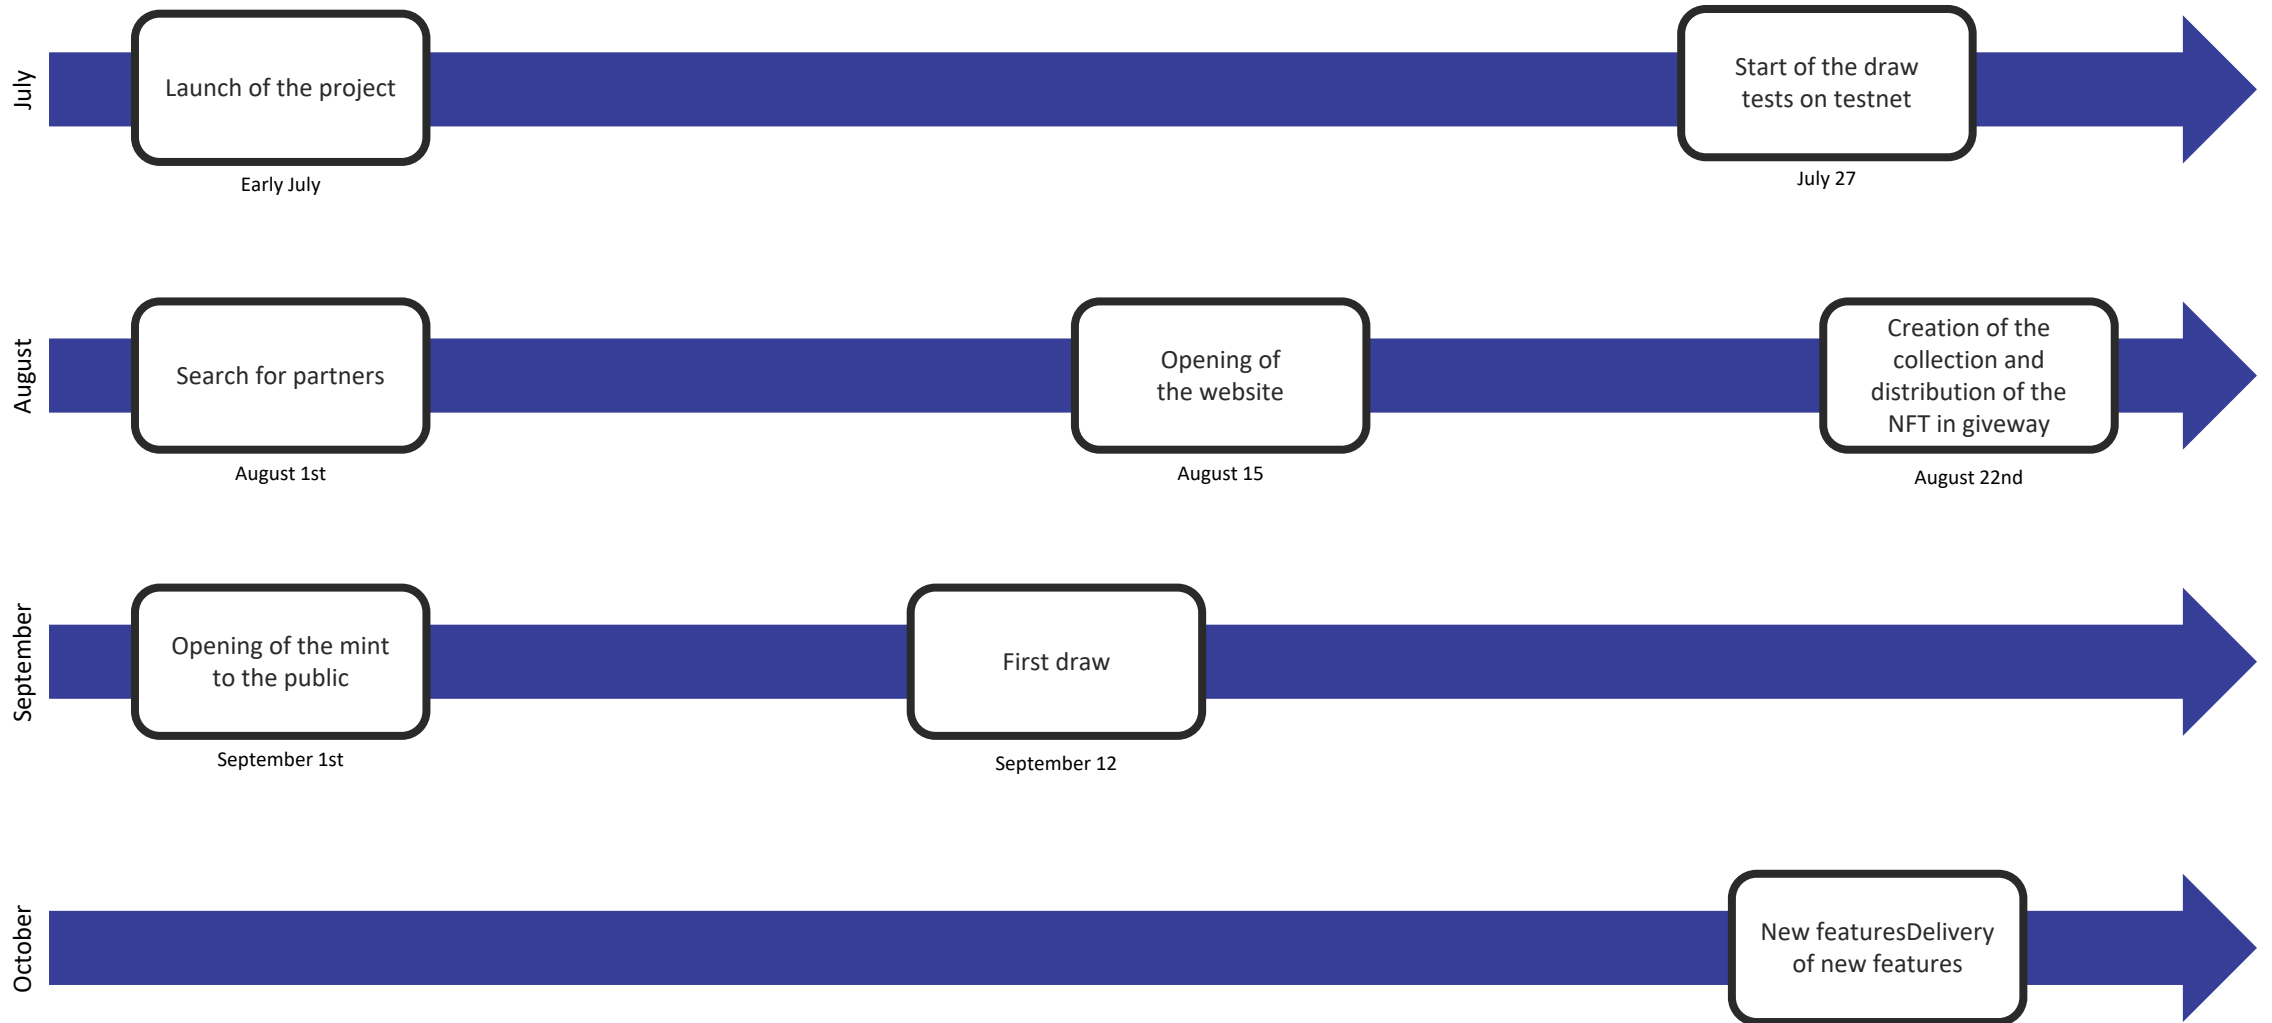 July
Launch of the project
Early July
Start of the draw
tests on testnet
July 27
August
Search for partners
August 1st
Opening of
the website
August 15
Creation of the
collection and
distribution of the
NFT in giveway
August 22nd
September
Opening of the mint
to the public
September 1st
First draw
September 12
October
New featuresDelivery
of new features